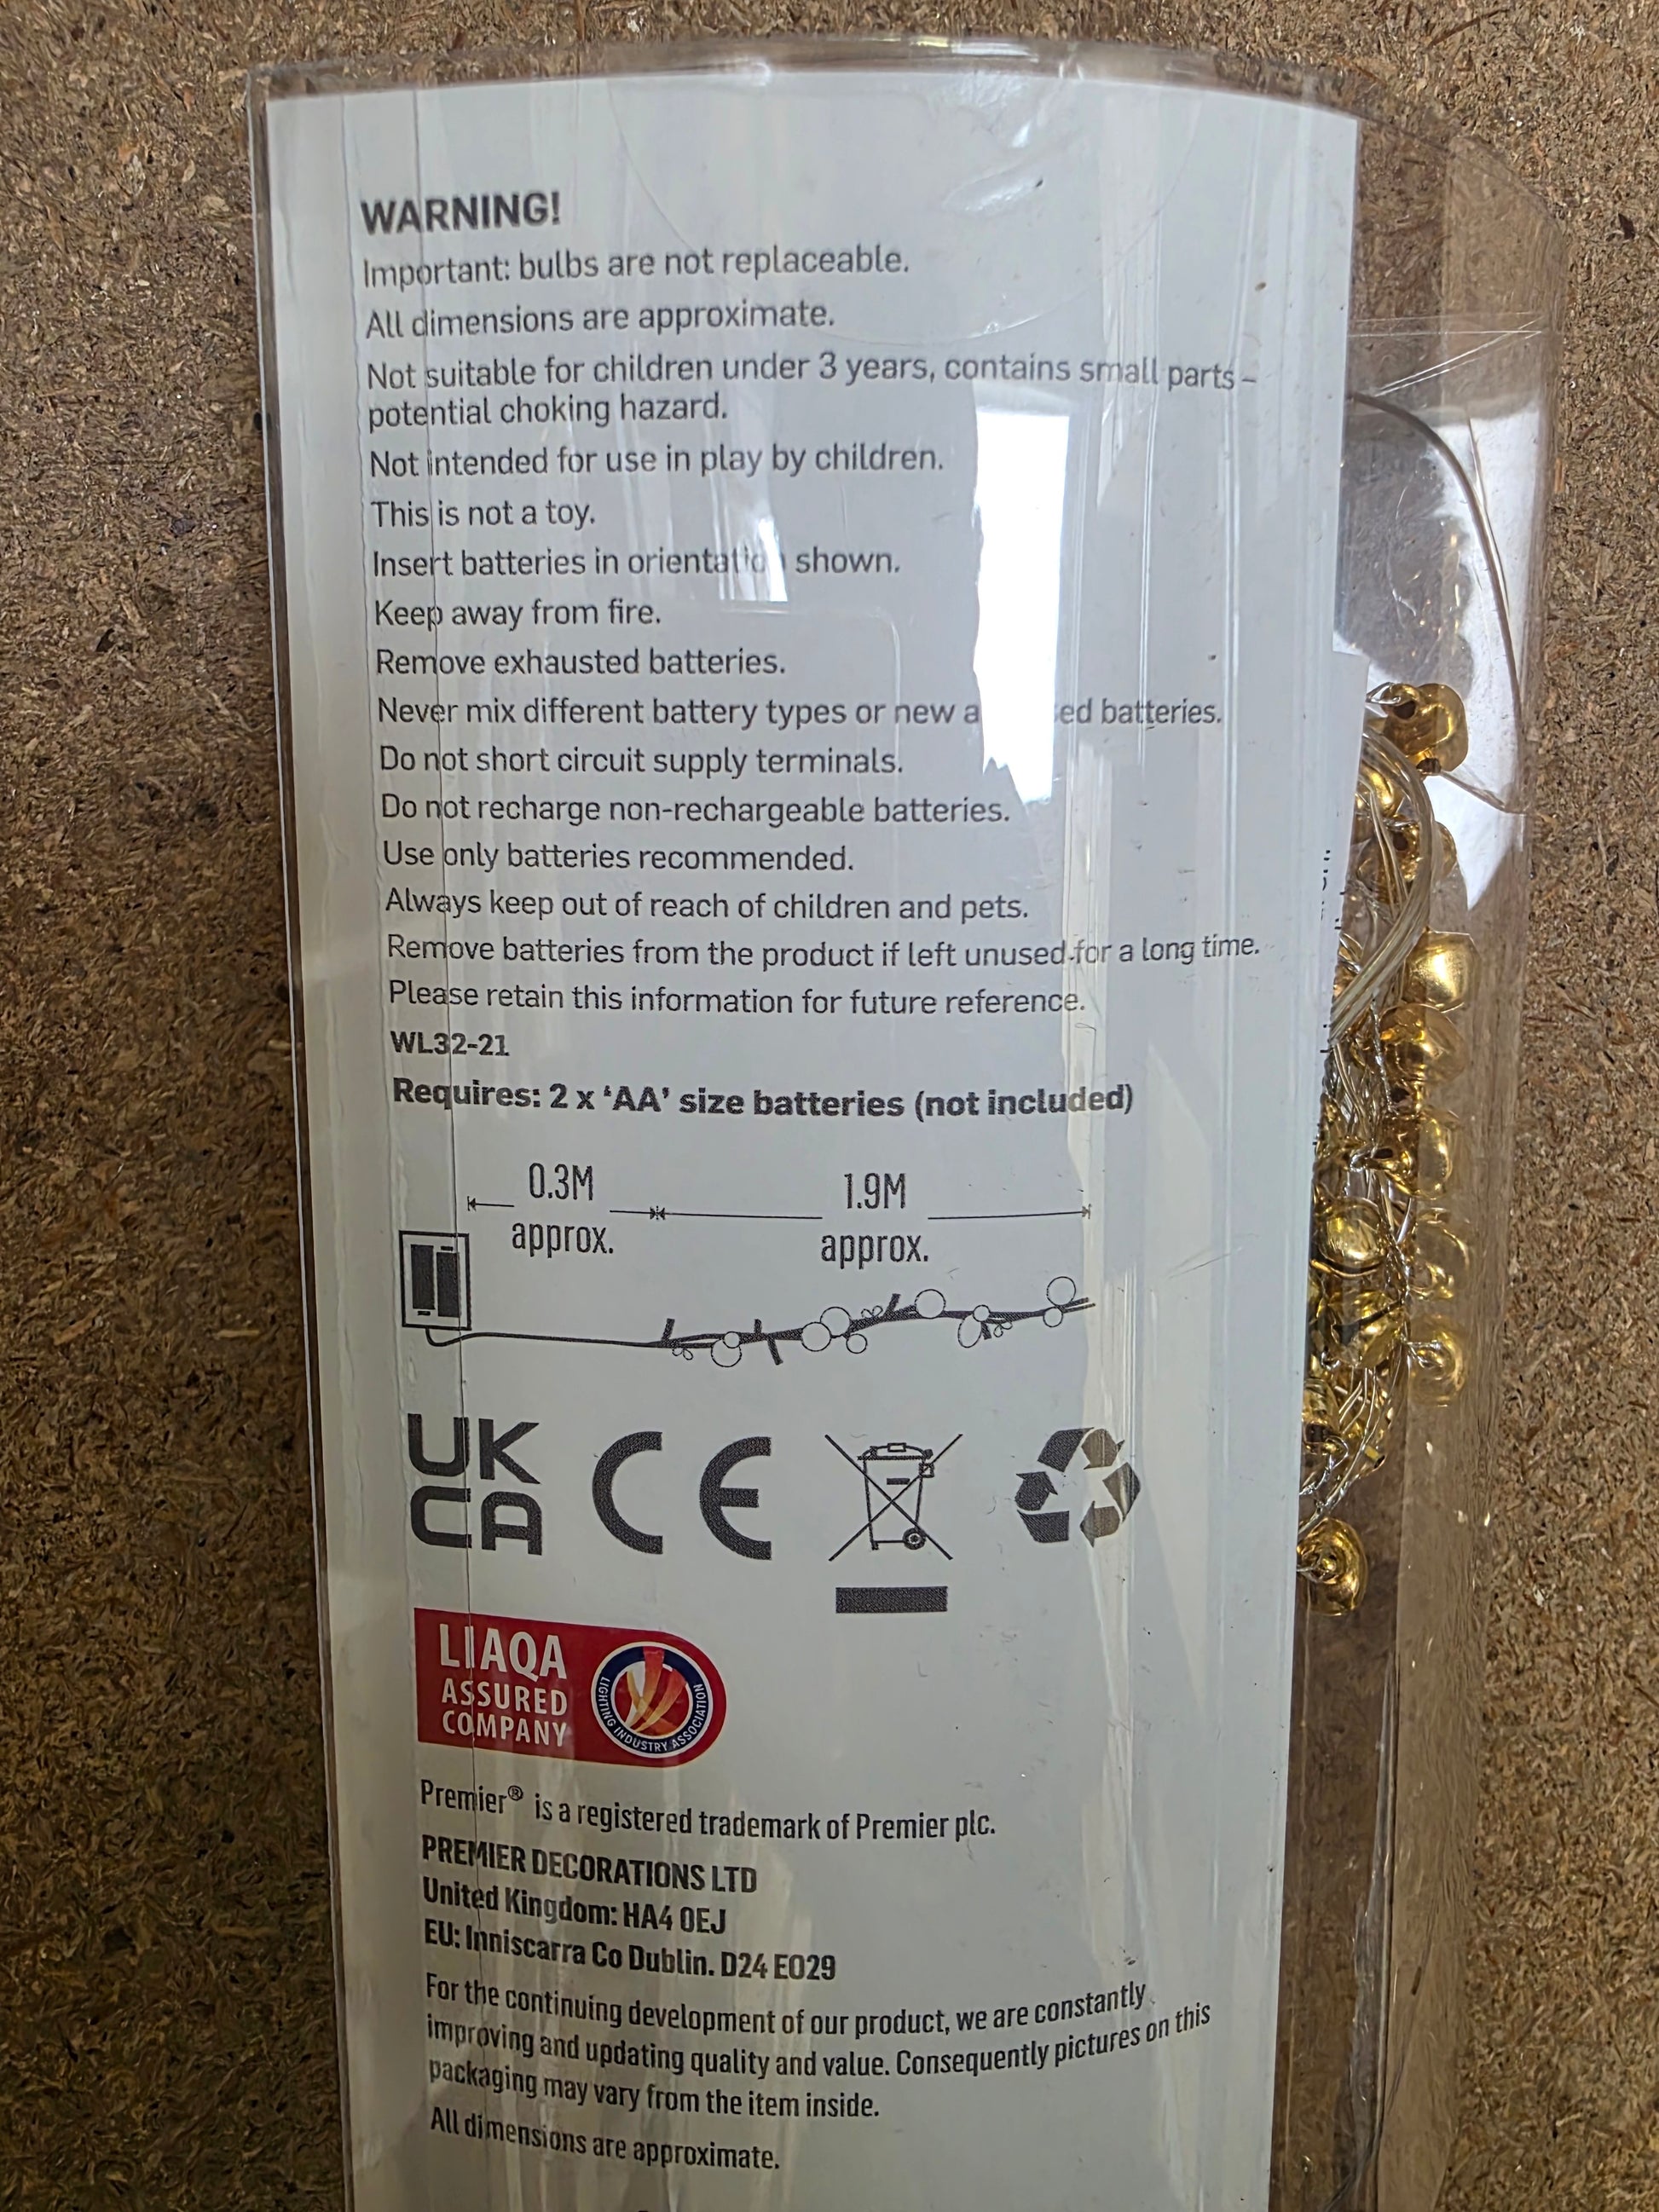 WARNING!
Important: bulbs are not replaceable.
All dimensions are approximate.
Not suitable for children under 3 years, contains small parts –
potential choking hazard.
Not intended for use in play by children.
This is not a toy.
Insert batteries in orientation shown.
Keep away from fire.
Remove exhausted batteries.
Never mix different battery types or new batteries.
Do not short circuit supply terminals.
Do not recharge non-rechargeable batteries.
Use only batteries recommended.
Always keep out of reach of children and pets.
Remove batteries from the product if left unused for a long time.
Please retain this information for future reference.
WL32-21
Requires: 2 x ‘AA’ size batteries (not included)
0.3M
approx.
1.9M
approx.
UK
CA
CE
LIAQA
ASSURED
COMPANY
LIGHTING INDUSTRY ASSOCIATION
Premier® is a registered trademark of Premier plc.
PREMIER DECORATIONS LTD
United Kingdom: HA4 0EJ
EU: Inniscarra Co Dublin. D24 E029
For the continuing development of our product, we are constantly
improving and updating quality and value. Consequently pictures on this
packaging may vary from the item inside.
All dimensions are approximate.